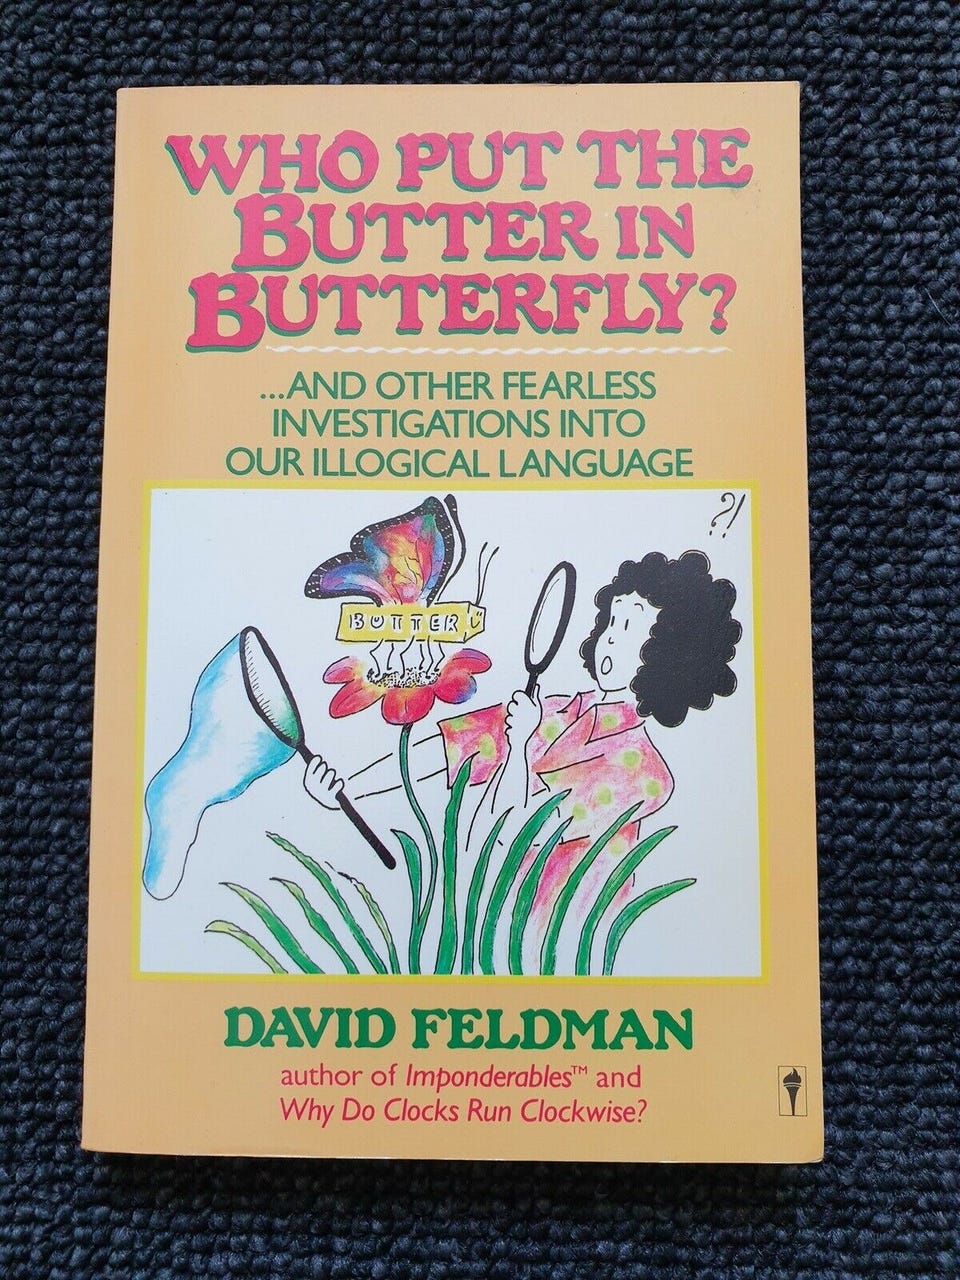 WHO PUT THE
BUTTER IN
BUTTERFLY?
...AND OTHER FEARLESS
INVESTIGATIONS INTO
OUR ILLOGICAL LANGUAGE
?!
BUTTER
DAVID FELDMAN
author of Imponderables™ and
Why Do Clocks Run Clockwise?